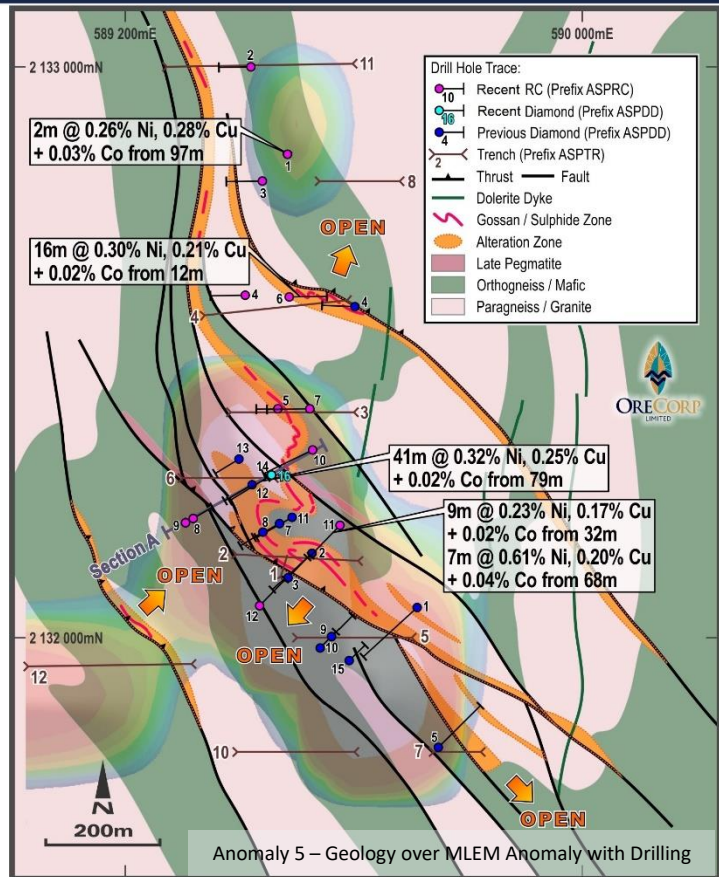 589 200mE
590 000mE
2 133 000mN
2
11
Drill Hole Trace:
10 Recent RC (Prefix ASPRC)
16 Recent Diamond (Prefix ASPDD)
4 Previous Diamond (Prefix ASPDD)
2 Trench (Prefix ASPTR)
Thrust Fault
Dolerite Dyke
Gossan / Sulphide Zone
Alteration Zone
Late Pegmatite
Orthogneiss / Mafic
Paragneiss / Granite
2m @ 0.26% Ni, 0.28% Cu
+ 0.03% Co from 97m
1
3
8
OPEN
16m @ 0.30% Ni, 0.21% Cu
+ 0.02% Co from 12m
4
6
4
4
ORECORP
LIMITED
5
7
3
13
14
10
6
16
12
41m @ 0.32% Ni, 0.25% Cu
+ 0.02% Co from 79m
9m @ 0.23% Ni, 0.17% Cu
+ 0.02% Co from 32m
7m @ 0.61% Ni, 0.20% Cu
+ 0.04% Co from 68m
9
8
8
7
11
11
Section A
2
2
1
3
OPEN
12
1
OPEN
9
10
5
2 132 000mN
15
12
10
5
7
OPEN
N
200m
Anomaly 5 – Geology over MLEM Anomaly with Drilling